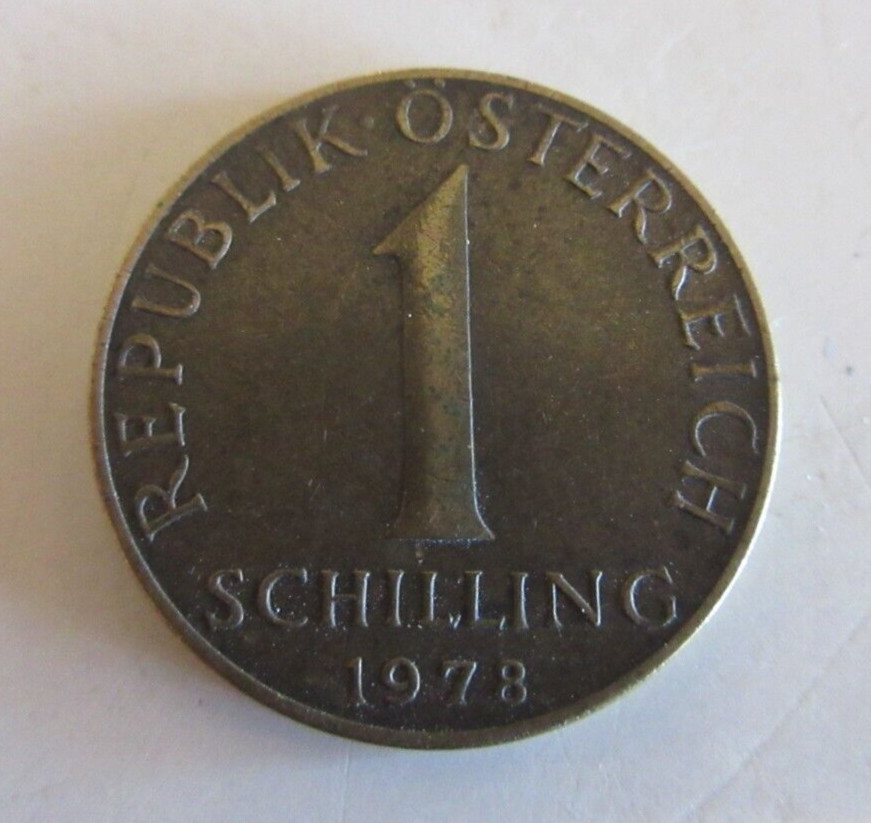 REPUBLIK · ÖSTERREICH
1
SCHILLING
1978